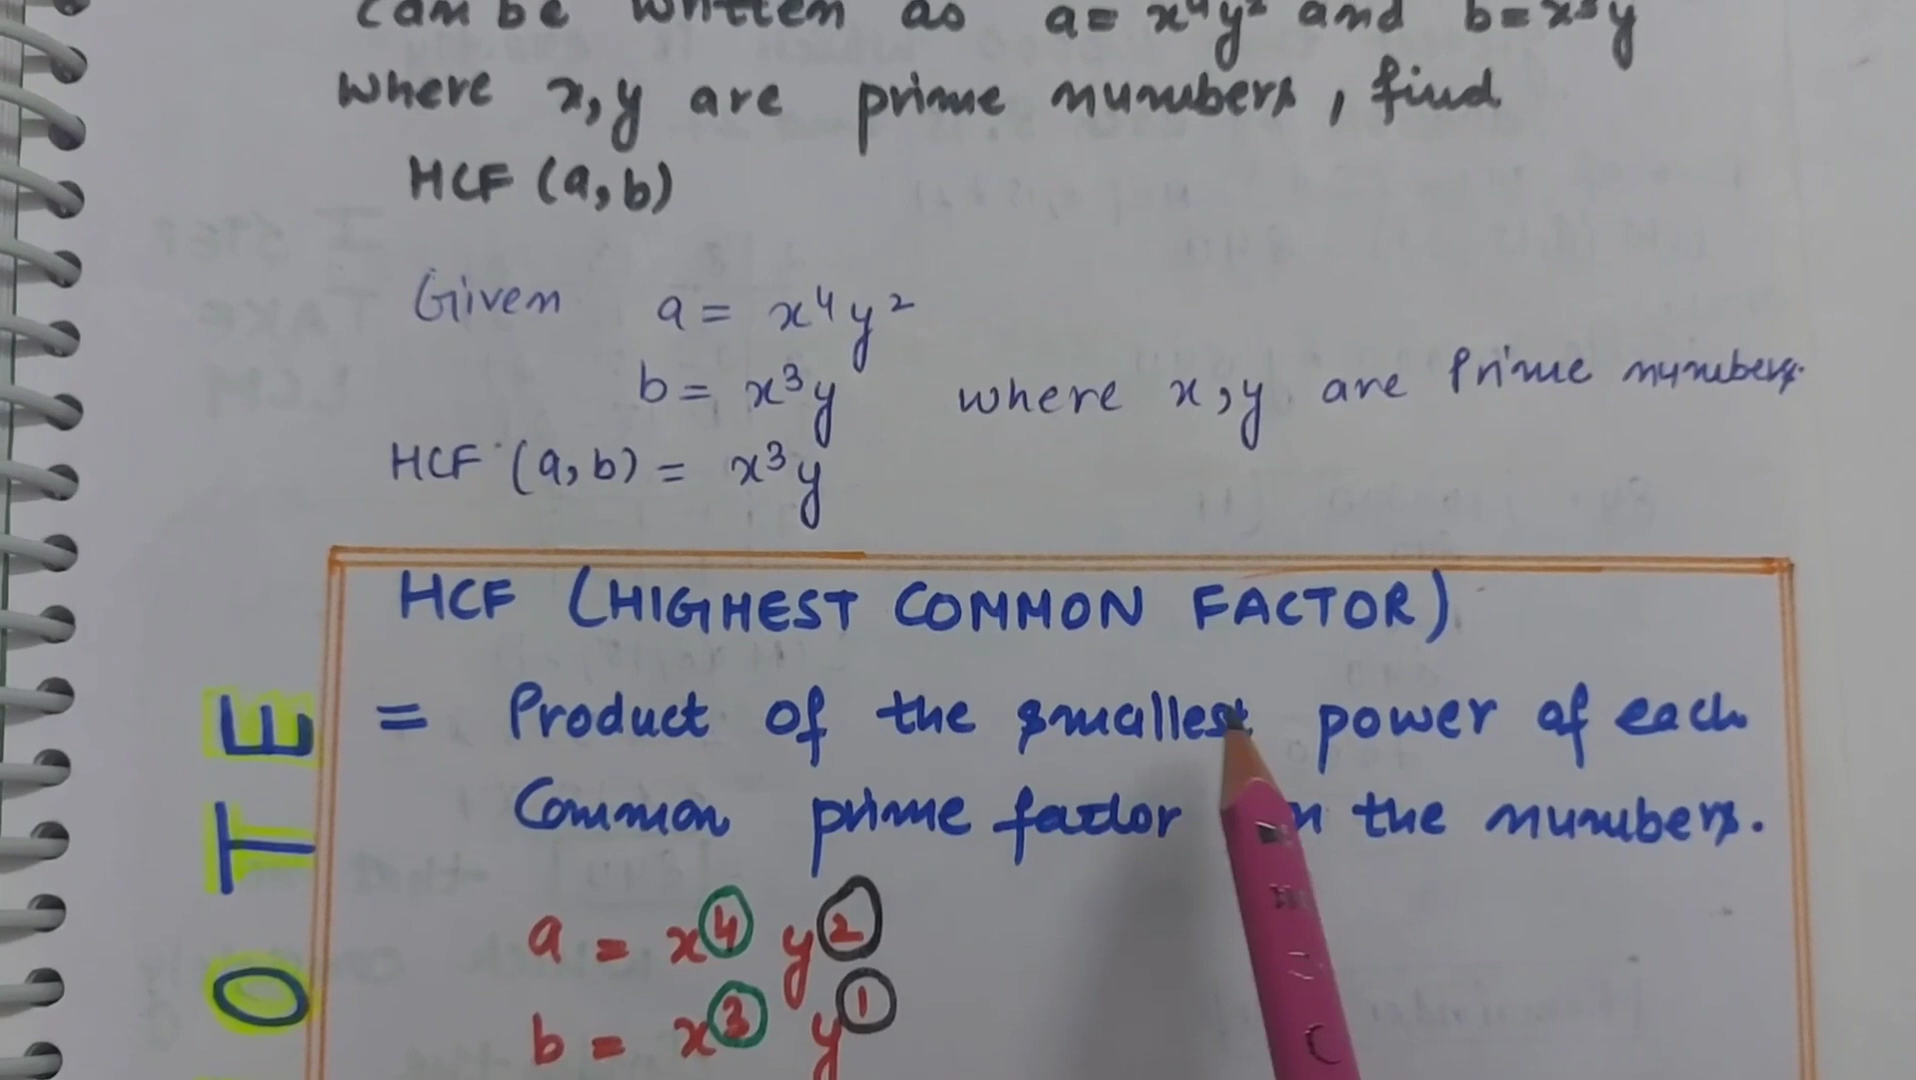 can be written as a = x⁴y² and b = x³y
where x, y are prime numbers, find
HCF (a, b)
Given a = x⁴y²
b = x³y where x, y are Prime numbers.
HCF (a, b) = x³y
HCF (HIGHEST COMMON FACTOR)
= Product of the smallest power of each
Common prime factor the numbers.
a = x⁴ y²
b = x³ y¹
OTE